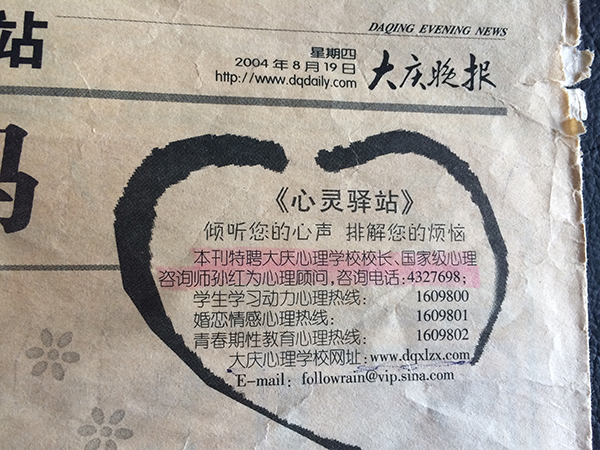 DAQING EVENING NEWS
站
星期四
2004年8月19日
http://www.dqdaily.com
大庆晚报
《心灵驿站》
倾听您的心声 排解您的烦恼
本刊特聘大庆心理学校校长、国家级心理
咨询师孙红为心理顾问,咨询电话:4327698;
学生学习动力心理热线: 1609800
婚恋情感心理热线: 1609801
青春期性教育心理热线: 1609802
大庆心理学校网址:www.dqxlzx.com
E-mail: followrain@vip.sina.com